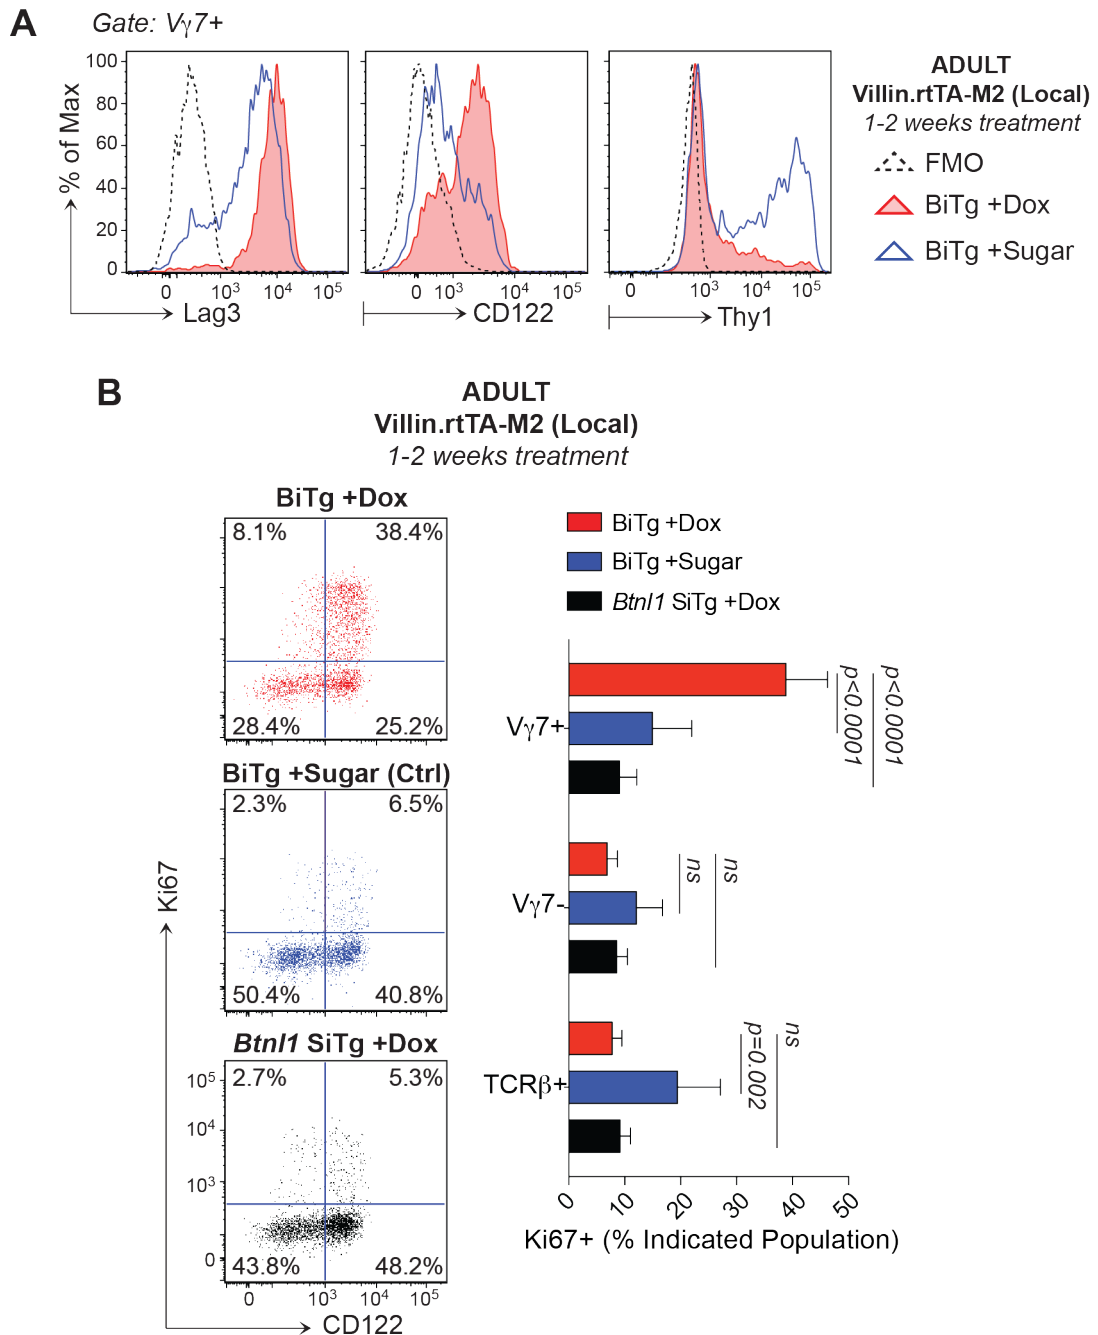 A
Gate: Vγ7+
% of Max
100
80
60
40
20
0
0 10³ 10⁴ 10⁵
Lag3
0 10³ 10⁴ 10⁵
CD122
0 10³ 10⁴ 10⁵
Thy1
ADULT
Villin.rtTA-M2 (Local)
1-2 weeks treatment
FMO
BiTg +Dox
BiTg +Sugar
B
ADULT
Villin.rtTA-M2 (Local)
1-2 weeks treatment
BiTg +Dox
8.1% 38.4%
28.4% 25.2%
BiTg +Sugar (Ctrl)
2.3% 6.5%
50.4% 40.8%
Btnl1 SiTg +Dox
2.7% 5.3%
43.8% 48.2%
10⁵
10⁴
10³
0
0 10³ 10⁴ 10⁵
Ki67
CD122
BiTg +Dox
BiTg +Sugar
Btnl1 SiTg +Dox
Vγ7+
p<0.0001
p<0.0001
Vγ7-
ns
ns
TCRβ+
p=0.002
ns
0 10 20 30 40 50
Ki67+ (% Indicated Population)